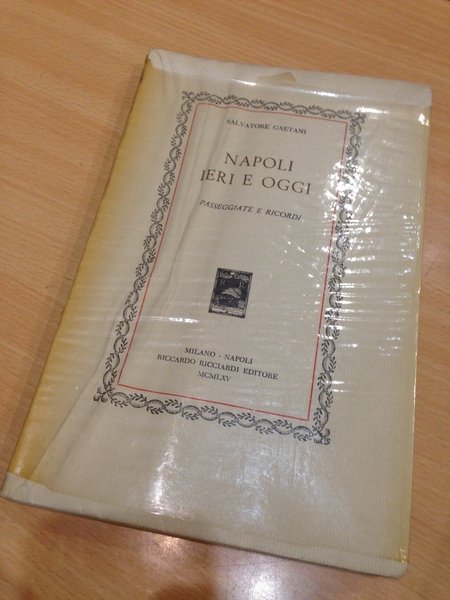 SALVATORE GAETANI
NAPOLI
IERI E OGGI
PASSEGGIATE E RICORDI
MILANO - NAPOLI
RICCARDO RICCIARDI EDITORE
MCMLXV